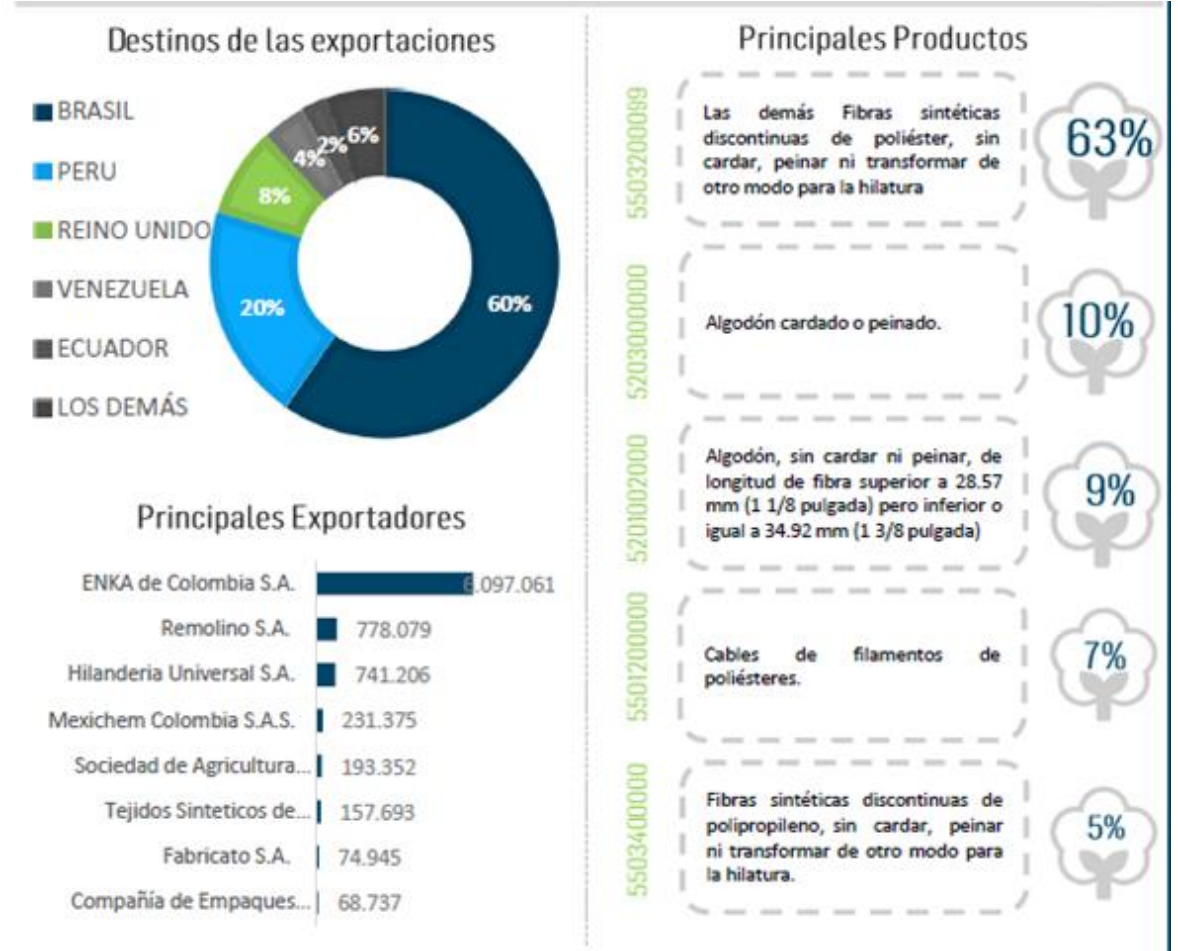 Destinos de las exportaciones
BRASIL
PERU
REINO UNIDO
VENEZUELA
ECUADOR
LOS DEMÁS
60%
20%
8%
4%
2%
6%
Principales Exportadores
ENKA de Colombia S.A. 6.097.061
Remolino S.A. 778.079
Hilanderia Universal S.A. 741.206
Mexichem Colombia S.A.S. 231.375
Sociedad de Agricultura... 193.352
Tejidos Sinteticos de... 157.693
Fabricato S.A. 74.945
Compañía de Empaques... 68.737
Principales Productos
5503200099
Las demás Fibras sintéticas
discontinuas de poliéster, sin
cardar, peinar ni transformar de
otro modo para la hilatura
63%
5203000000
Algodón cardado o peinado.
10%
5201002000
Algodón, sin cardar ni peinar, de
longitud de fibra superior a 28.57
mm (1 1/8 pulgada) pero inferior o
igual a 34.92 mm (1 3/8 pulgada)
9%
5501200000
Cables de filamentos de
poliésteres.
7%
5503400000
Fibras sintéticas discontinuas de
polipropileno, sin cardar, peinar
ni transformar de otro modo para
la hilatura.
5%